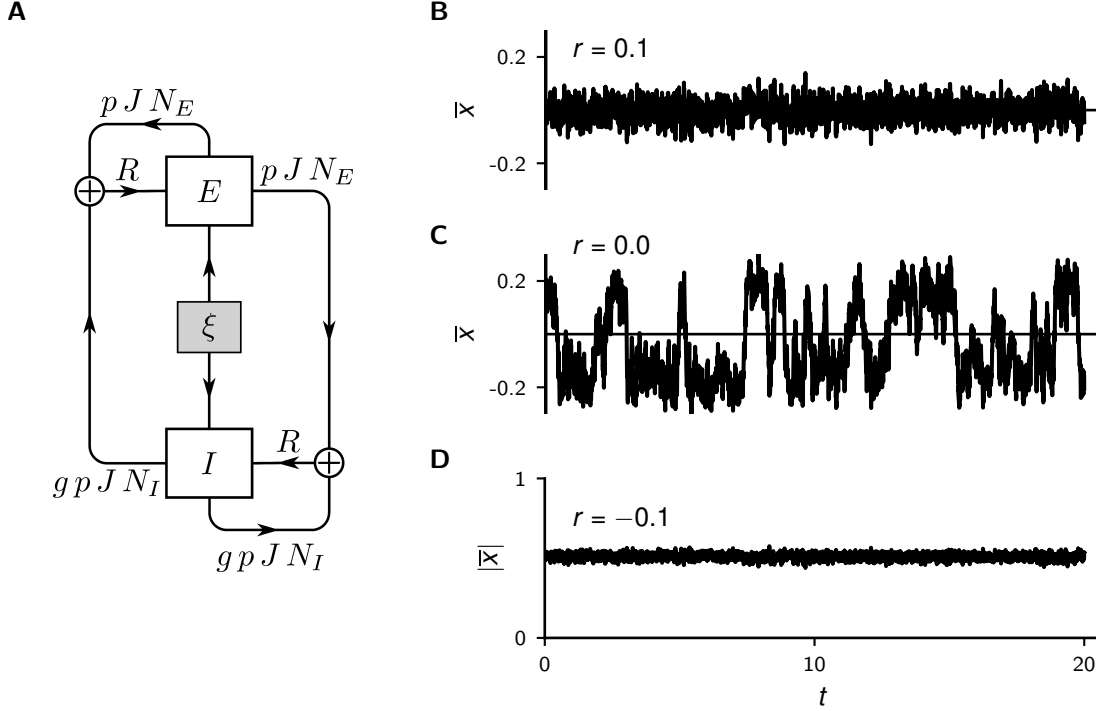 A
p J N_E
R
E
p J N_E
ξ
g p J N_I
I
R
g p J N_I
B
r = 0.1
0.2
x̅
-0.2
C
r = 0.0
0.2
x̅
-0.2
D
1
r = −0.1
|x̅|
0
0
10
20
t